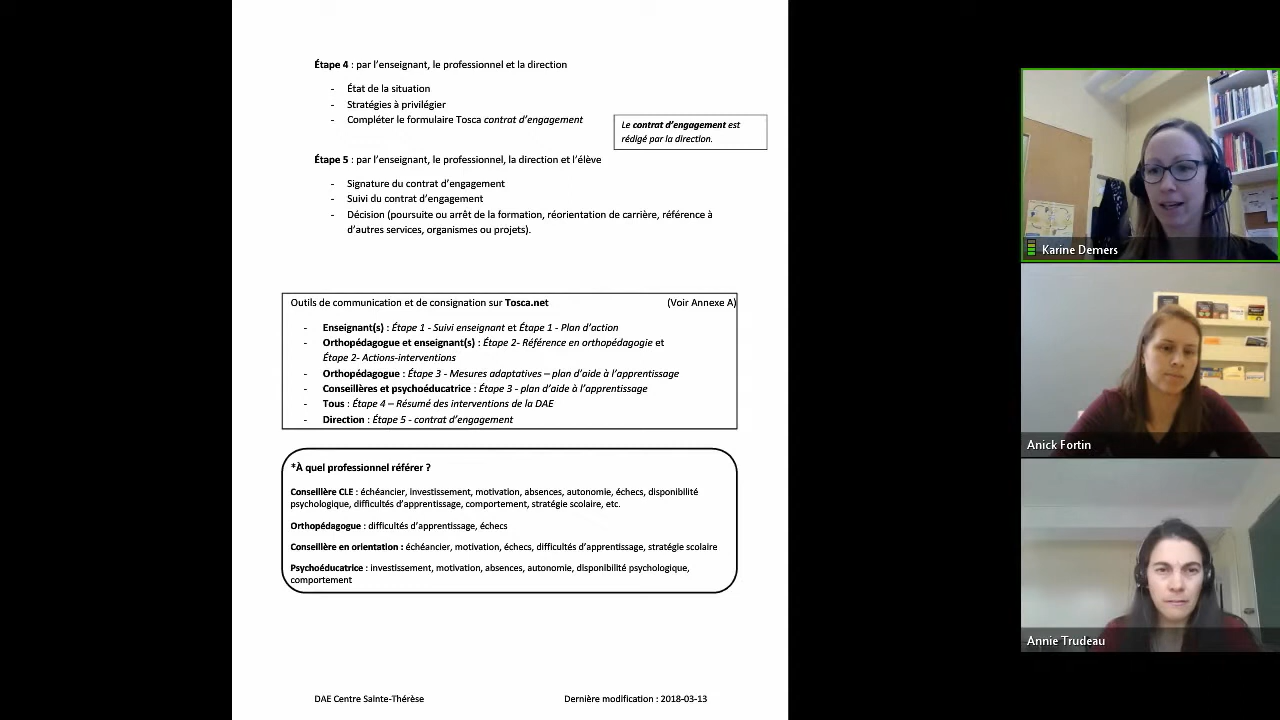 Étape 4 : par l'enseignant, le professionnel et la direction
- État de la situation
- Stratégies à privilégier
- Compléter le formulaire Tosca contrat d'engagement
Le contrat d'engagement est
rédigé par la direction.
Étape 5 : par l'enseignant, le professionnel, la direction et l'élève
- Signature du contrat d'engagement
- Suivi du contrat d'engagement
- Décision (poursuite ou arrêt de la formation, réorientation de carrière, référence à
d'autres services, organismes ou projets).
Outils de communication et de consignation sur Tosca.net (Voir Annexe A)
- Enseignant(s) : Étape 1 - Suivi enseignant et Étape 1 - Plan d'action
- Orthopédagogue et enseignant(s) : Étape 2- Référence en orthopédagogie et
Étape 2- Actions-interventions
- Orthopédagogue : Étape 3 - Mesures adaptatives – plan d'aide à l'apprentissage
- Conseillères et psychoéducatrice : Étape 3 - plan d'aide à l'apprentissage
- Tous : Étape 4 – Résumé des interventions de la DAE
- Direction : Étape 5 - contrat d'engagement
*À quel professionnel référer ?
Conseillère CLE : échéancier, investissement, motivation, absences, autonomie, échecs, disponibilité
psychologique, difficultés d'apprentissage, comportement, stratégie scolaire, etc.
Orthopédagogue : difficultés d'apprentissage, échecs
Conseillère en orientation : échéancier, motivation, échecs, difficultés d'apprentissage, stratégie scolaire
Psychoéducatrice : investissement, motivation, absences, autonomie, disponibilité psychologique,
comportement
DAE Centre Sainte-Thérèse Dernière modification : 2018-03-13
Karine Demers
Anick Fortin
Annie Trudeau